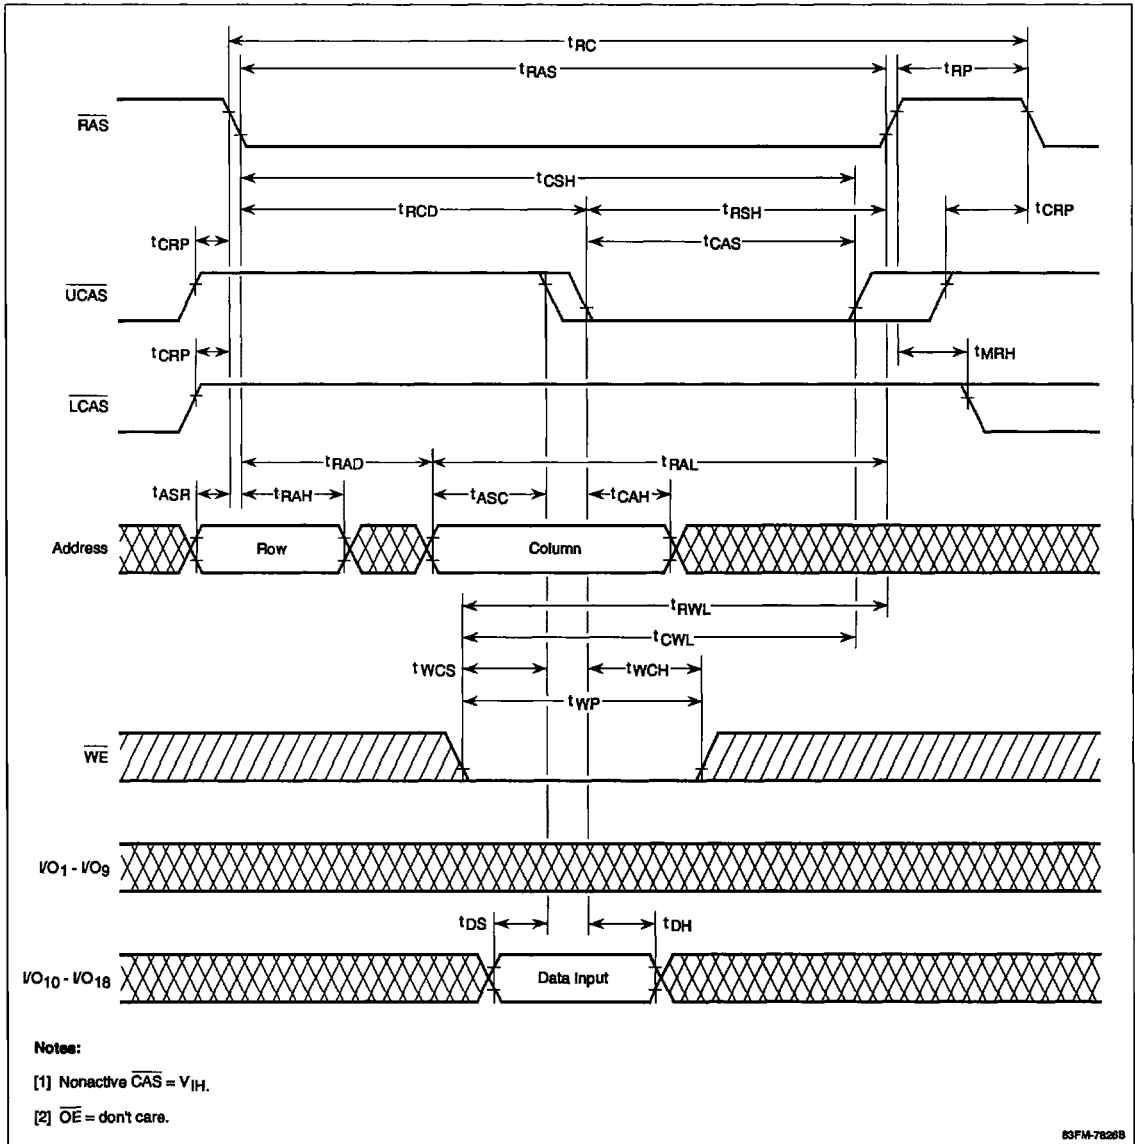 tRC
tRAS
tRP
RAS
tCSH
tRCD
tRSH
tCRP
tCRP
tCAS
UCAS
tCRP
tMRH
LCAS
tRAD
tRAL
tASR
tRAH
tASC
tCAH
Address
Row
Column
tRWL
tCWL
tWCS
tWCH
tWP
WE
I/O1 - I/O9
tDS
tDH
I/O10 - I/O18
Data Input
Notes:
[1] Nonactive CAS = VIH.
[2] OE = don't care.
83FM-7826B